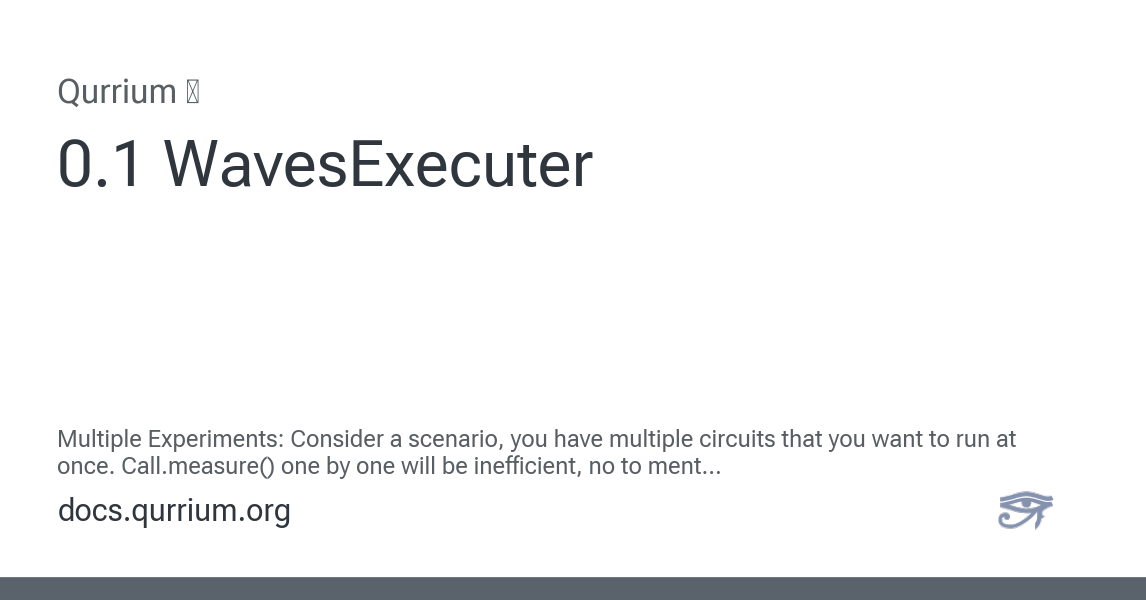 Qurrium
0.1 WavesExecuter
Multiple Experiments: Consider a scenario, you have multiple circuits that you want to run at
once. Call.measure() one by one will be inefficient, no to ment...
docs.qurrium.org